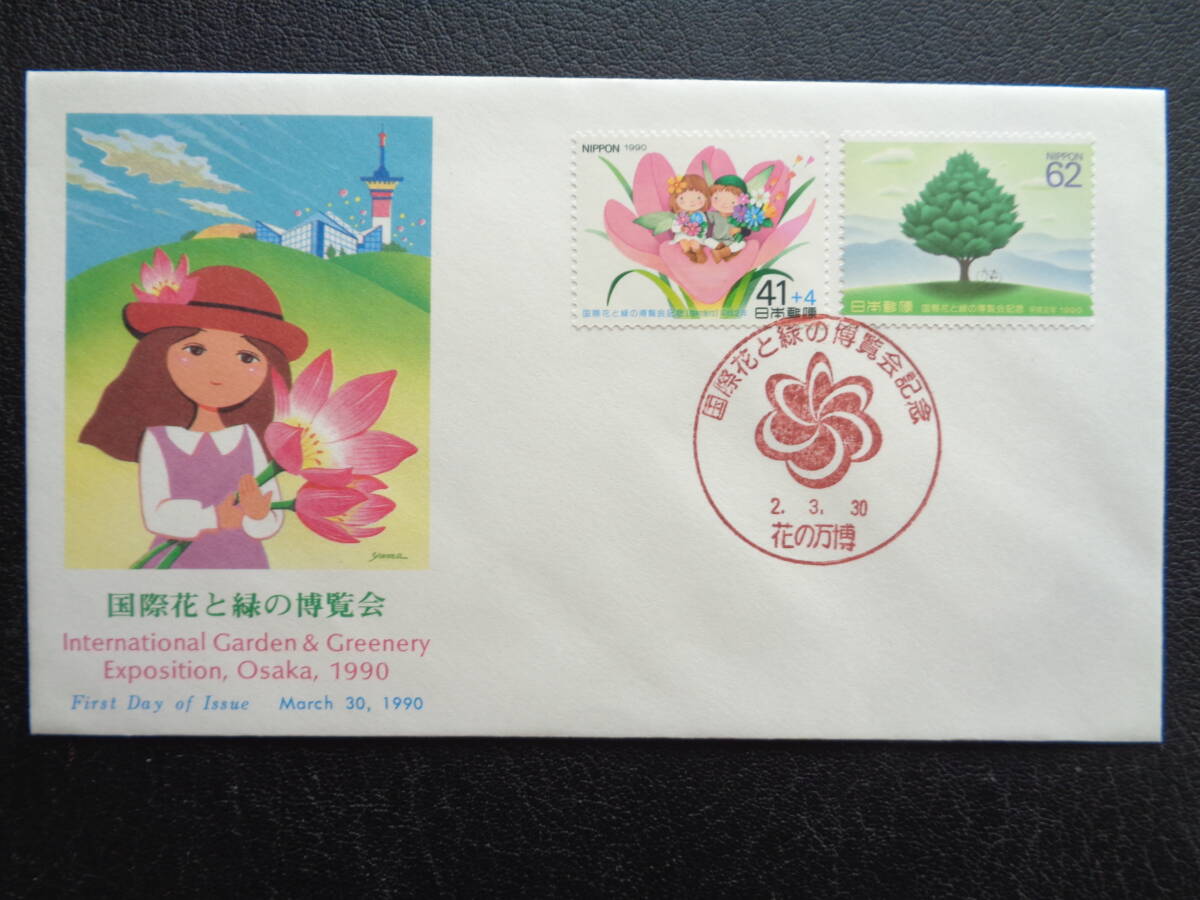 NIPPON 1990
41+4
国際花と緑の博覧会記念
日本郵便
NIPPON
62
日本郵便 国際花と緑の博覧会記念 平成2年 1990
国際花と緑の博覧会記念
2. 3. 30
花の万博
国際花と緑の博覧会
International Garden & Greenery
Exposition, Osaka, 1990
First Day of Issue March 30, 1990